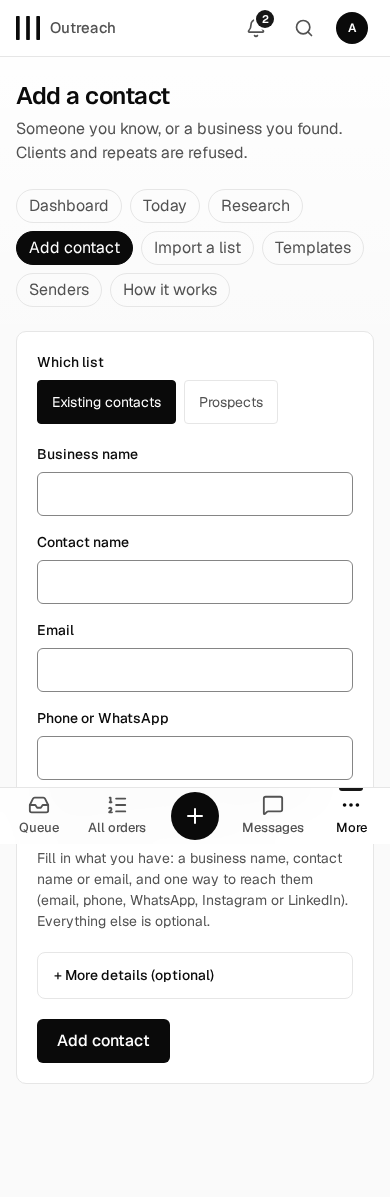 Outreach
2
A
Add a contact
Someone you know, or a business you found.
Clients and repeats are refused.
Dashboard
Today
Research
Add contact
Import a list
Templates
Senders
How it works
Which list
Existing contacts
Prospects
Business name
Contact name
Email
Phone or WhatsApp
Queue
All orders
Messages
More
Fill in what you have: a business name, contact
name or email, and one way to reach them
(email, phone, WhatsApp, Instagram or LinkedIn).
Everything else is optional.
+ More details (optional)
Add contact